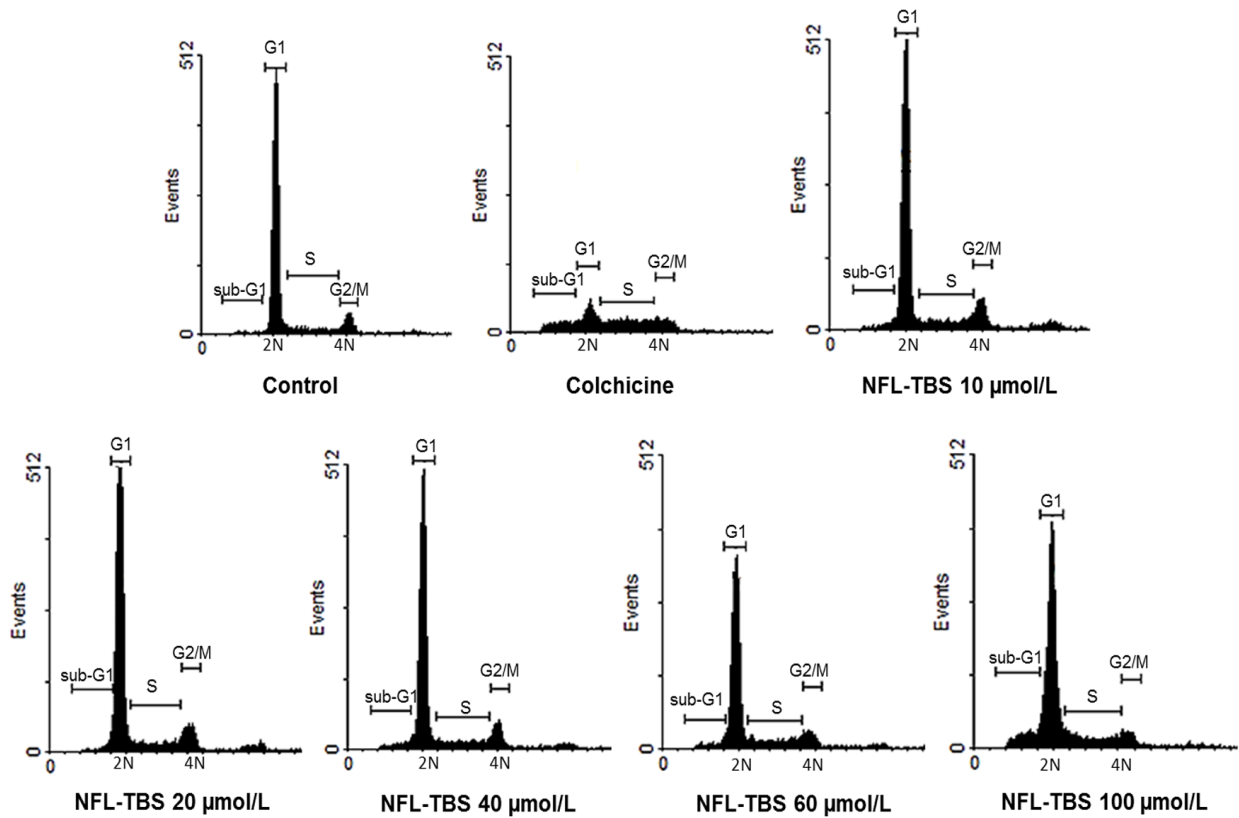 512
G1
Events
sub-G1
S
G2/M
0
0
2N
4N
Control
512
Events
sub-G1
G1
S
G2/M
0
0
2N
4N
Colchicine
512
G1
Events
sub-G1
S
G2/M
0
0
2N
4N
NFL-TBS 10 µmol/L
512
G1
Events
sub-G1
S
G2/M
0
0
2N
4N
NFL-TBS 20 µmol/L
512
G1
Events
sub-G1
S
G2/M
0
0
2N
4N
NFL-TBS 40 µmol/L
512
G1
Events
sub-G1
S
G2/M
0
0
2N
4N
NFL-TBS 60 µmol/L
512
G1
Events
sub-G1
S
G2/M
0
0
2N
4N
NFL-TBS 100 µmol/L